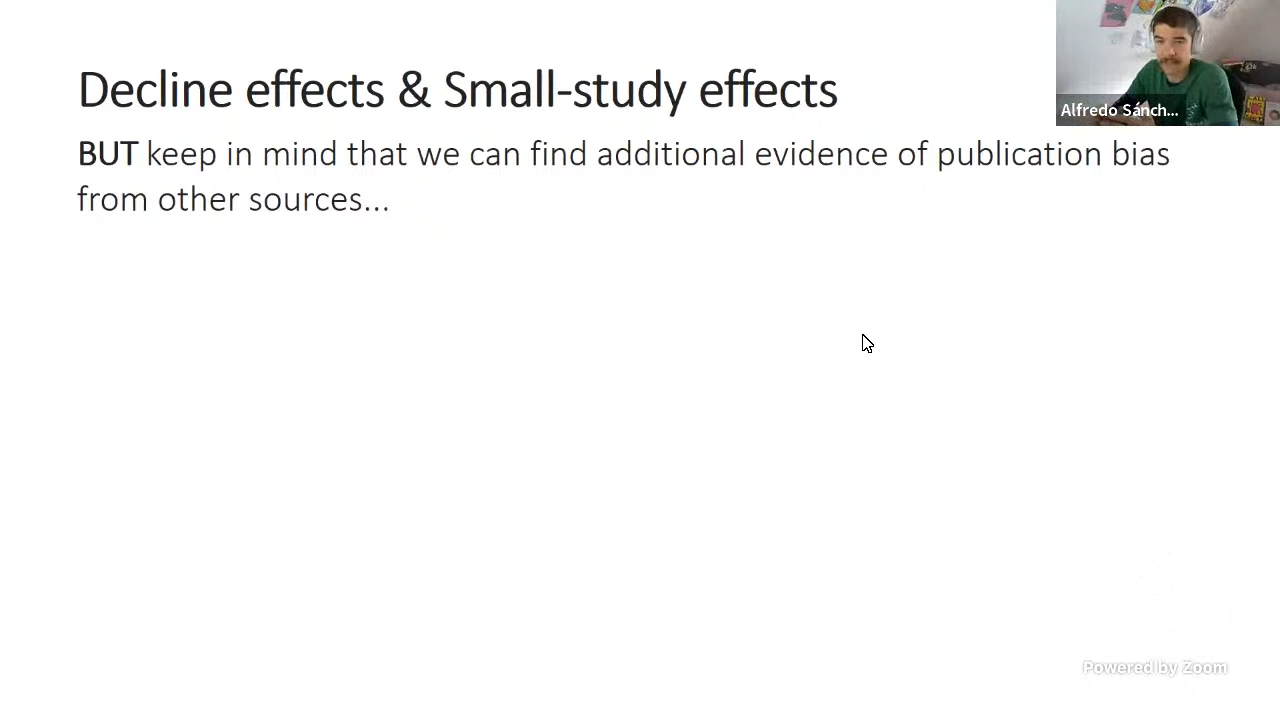 Decline effects & Small-study effects
Alfredo Sánch...
BUT keep in mind that we can find additional evidence of publication bias
from other sources...
Powered by Zoom